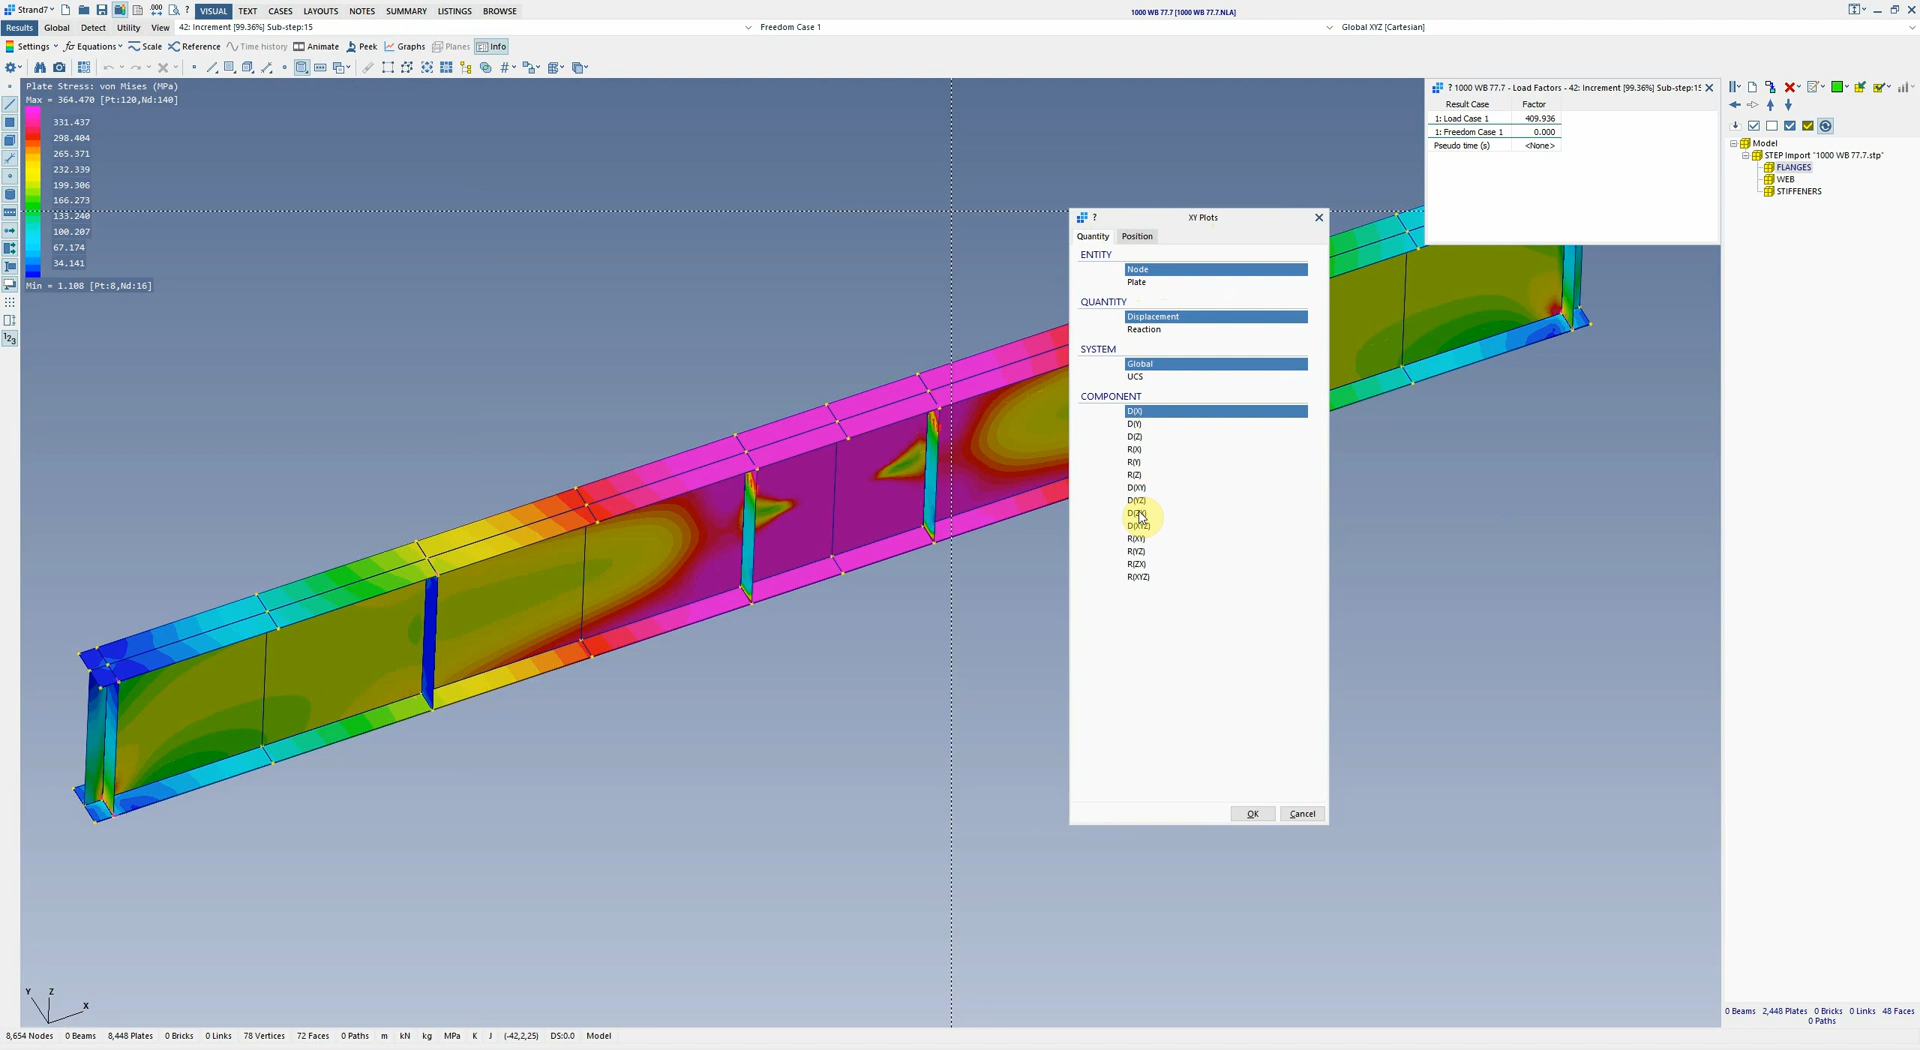 Strand7 .000 ? VISUAL TEXT CASES LAYOUTS NOTES SUMMARY LISTINGS BROWSE
1000 WB 77.7 [1000 WB 77.7.NLA]
Results Global Detect Utility View 42: Increment [99.36%] Sub-step:15 Freedom Case 1 Global XYZ [Cartesian]
Settings Equations Scale Reference Time history Animate Peek Graphs Planes Info
Plate Stress: von Mises (MPa)
Max = 364.470 [Pt:120,Nd:140]
331.437
298.404
265.371
232.339
199.306
166.273
133.240
100.207
67.174
34.141
Min = 1.108 [Pt:8,Nd:16]
? 1000 WB 77.7 - Load Factors - 42: Increment [99.36%] Sub-step:15
Result Case Factor
1: Load Case 1 409.936
1: Freedom Case 1 0.000
Pseudo time (s) <None>
Model
STEP Import "1000 WB 77.7.stp"
FLANGES
WEB
STIFFENERS
? XY Plots
Quantity Position
ENTITY
Node
Plate
QUANTITY
Displacement
Reaction
SYSTEM
Global
UCS
COMPONENT
D(X)
D(Y)
D(Z)
R(X)
R(Y)
R(Z)
D(XY)
D(YZ)
D(ZX)
D(XYZ)
R(XY)
R(YZ)
R(ZX)
R(XYZ)
OK Cancel
Y Z X
0 Beams 2,448 Plates 0 Bricks 0 Links 48 Faces
0 Paths
8,654 Nodes 0 Beams 8,448 Plates 0 Bricks 0 Links 78 Vertices 72 Faces 0 Paths m kN kg MPa K J (-42,2,25) DS:0.0 Model